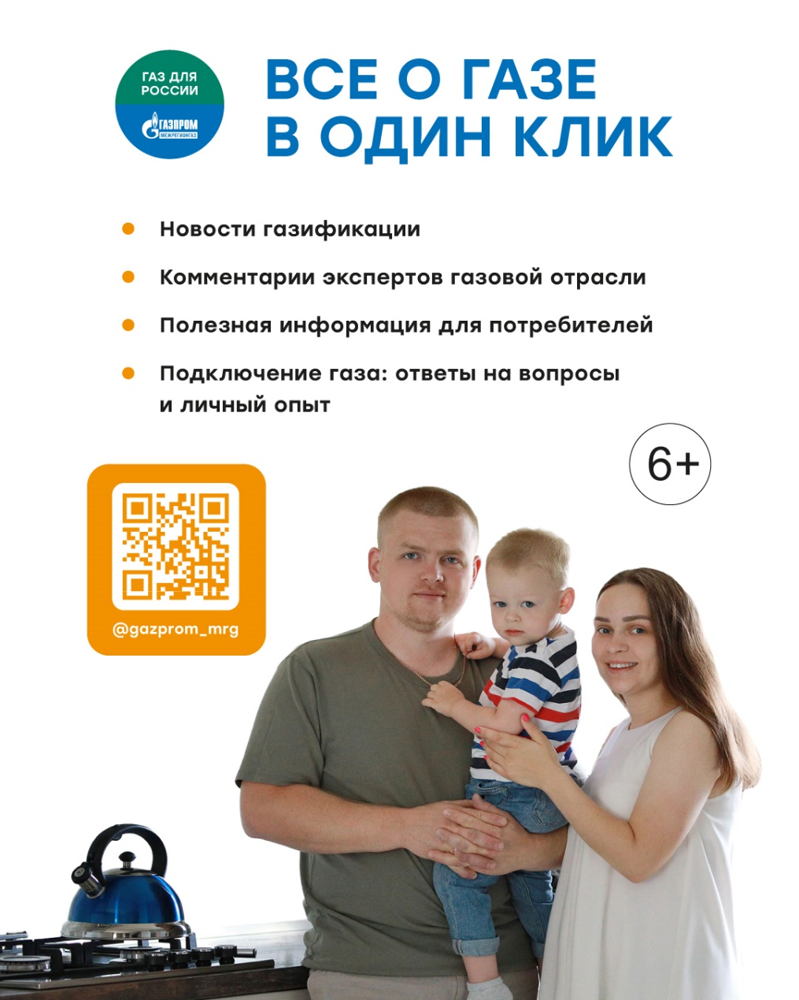 ГАЗ ДЛЯ
РОССИИ
ГАЗПРОМ
МЕЖРЕГИОНГАЗ
ВСЕ О ГАЗЕ
В ОДИН КЛИК
Новости газификации
Комментарии экспертов газовой отрасли
Полезная информация для потребителей
Подключение газа: ответы на вопросы
и личный опыт
6+
@gazprom_mrg